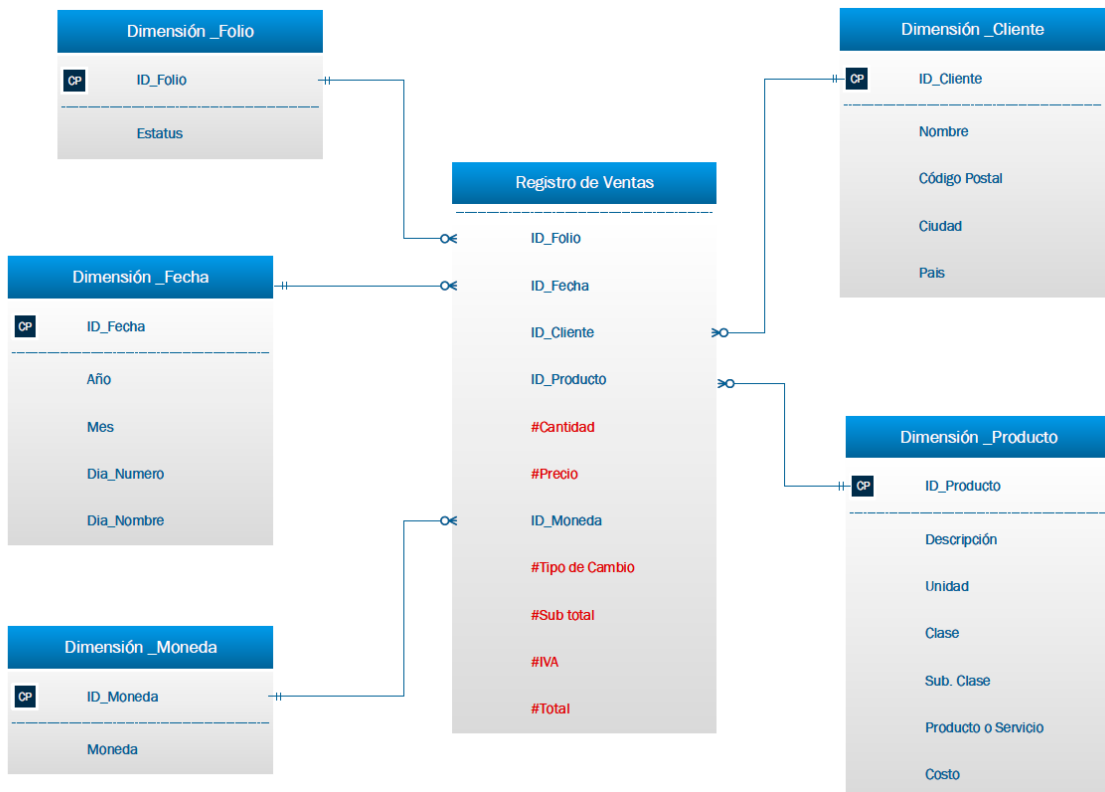 Dimensión _Folio
CP ID_Folio
Estatus
Dimensión _Fecha
CP ID_Fecha
Año
Mes
Dia_Numero
Dia_Nombre
Dimensión _Moneda
CP ID_Moneda
Moneda
Registro de Ventas
ID_Folio
ID_Fecha
ID_Cliente
ID_Producto
#Cantidad
#Precio
ID_Moneda
#Tipo de Cambio
#Sub total
#IVA
#Total
Dimensión _Cliente
CP ID_Cliente
Nombre
Código Postal
Ciudad
Pais
Dimensión _Producto
CP ID_Producto
Descripción
Unidad
Clase
Sub. Clase
Producto o Servicio
Costo